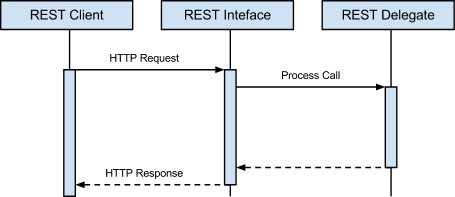 REST Client
REST Inteface
REST Delegate
HTTP Request
Process Call
HTTP Response